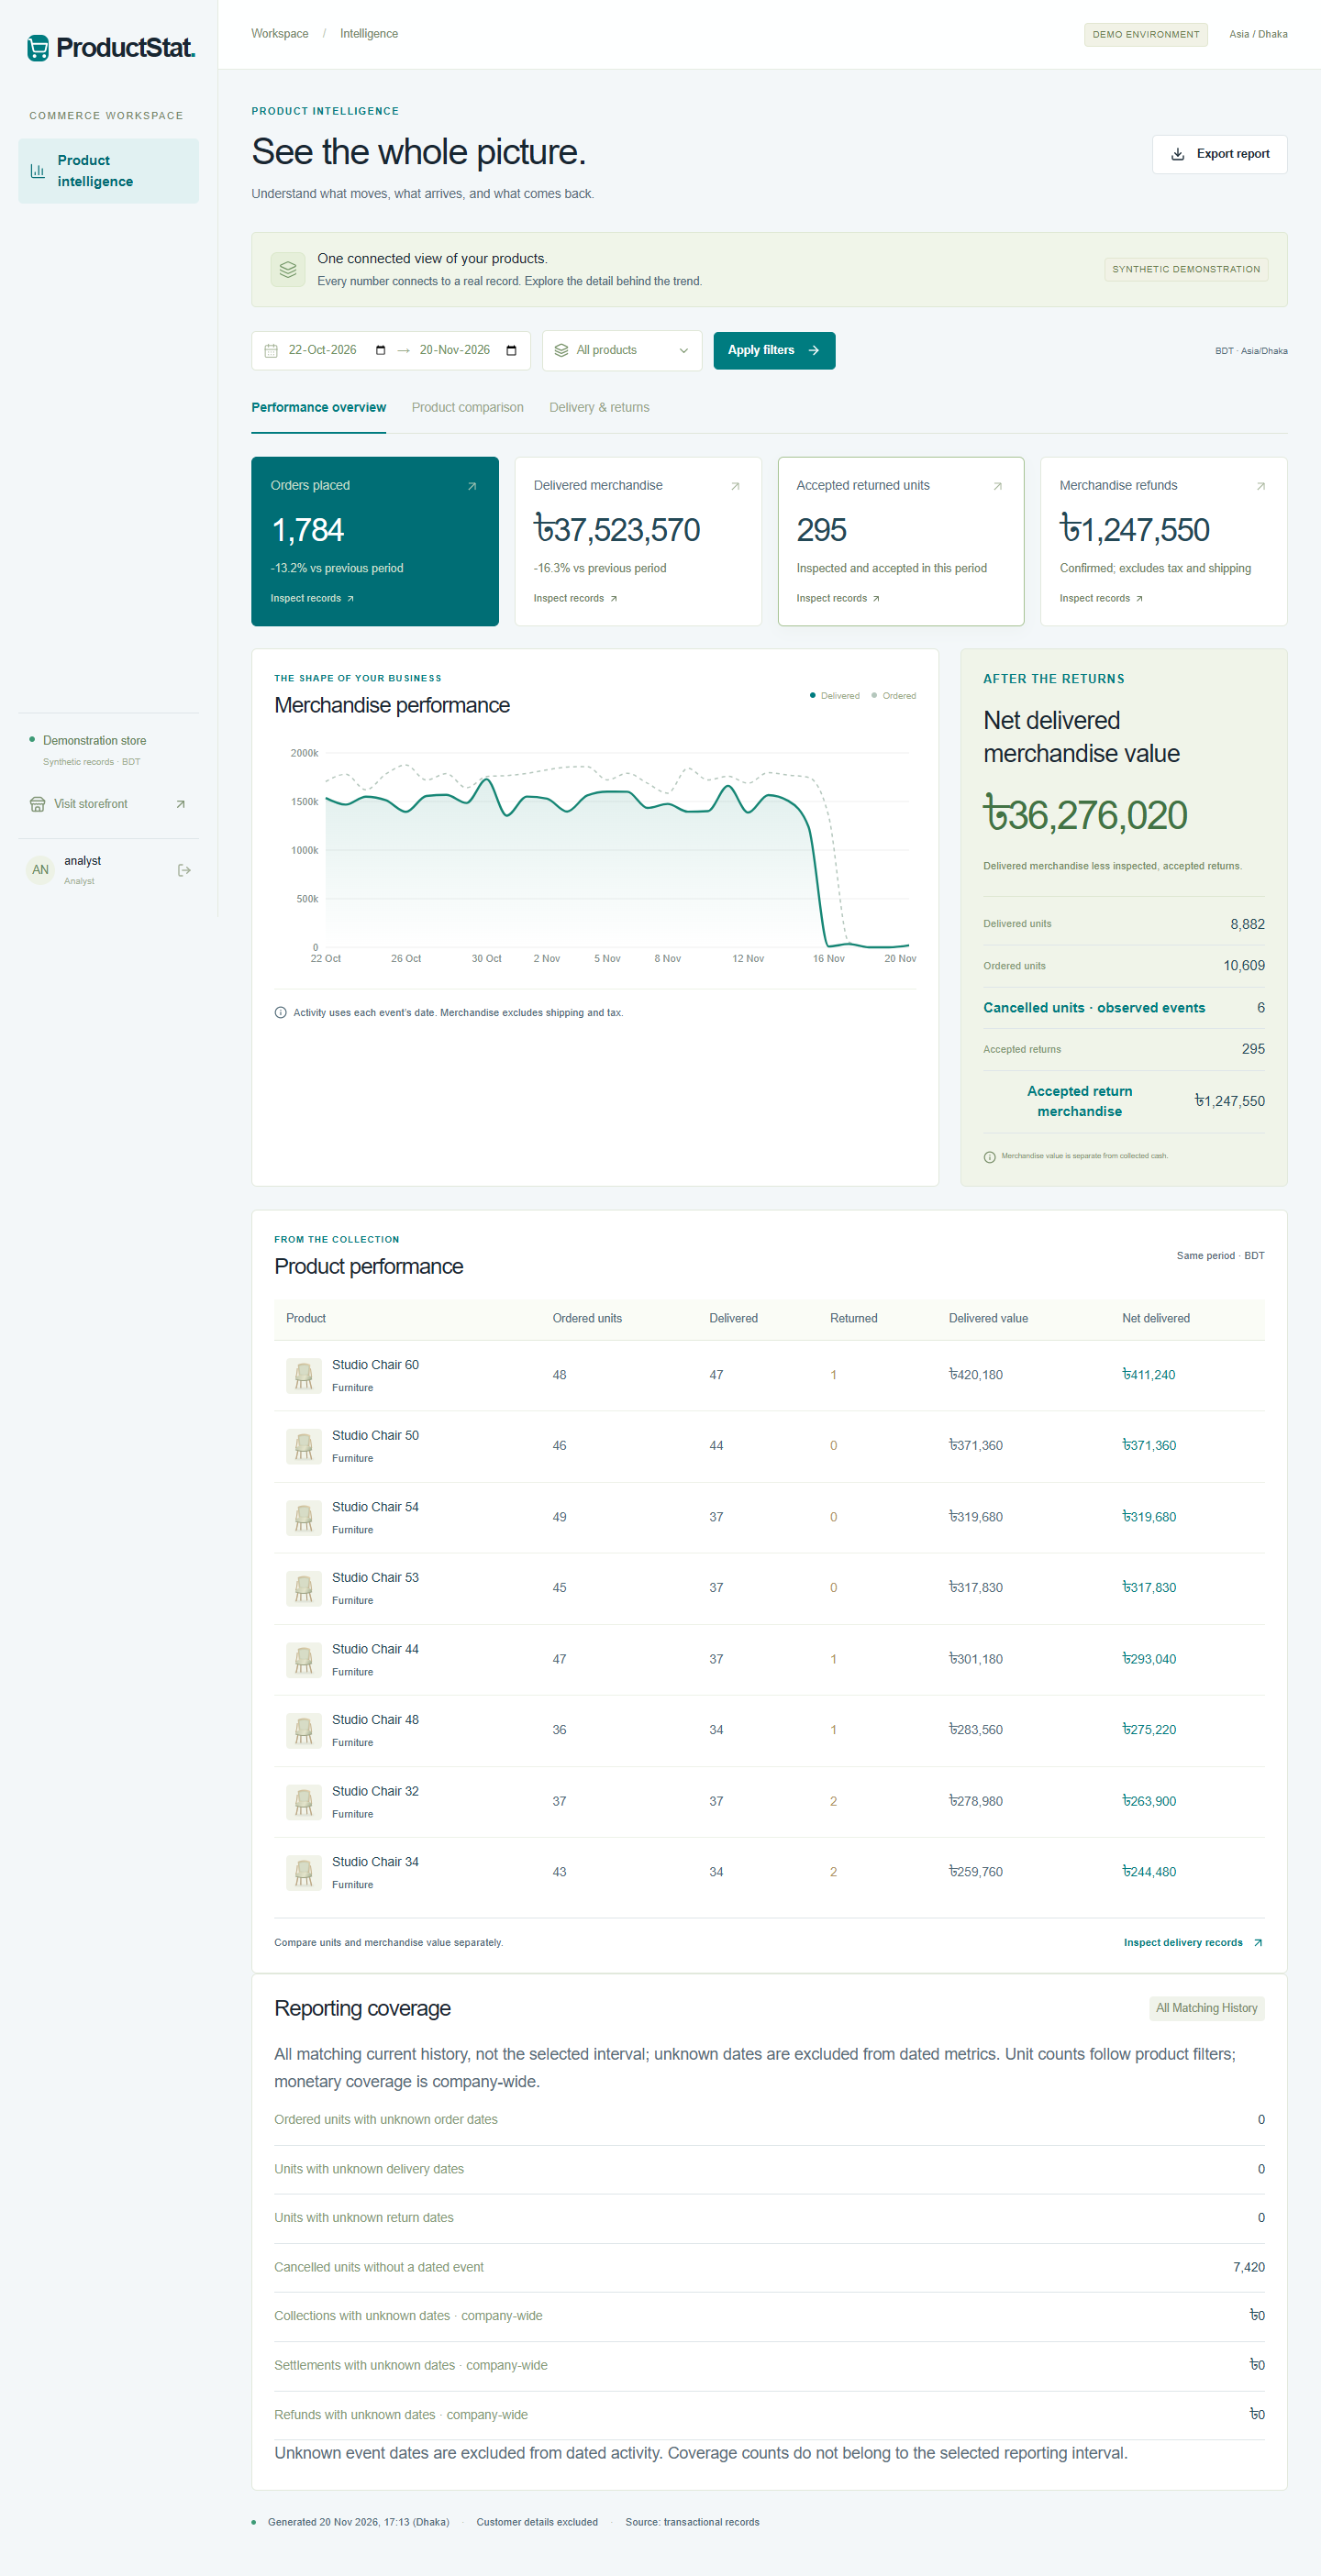 ProductStat.
COMMERCE WORKSPACE
Product
intelligence
Demonstration store
Synthetic records · BDT
Visit storefront
AN
analyst
Analyst
Workspace / Intelligence
DEMO ENVIRONMENT
Asia / Dhaka
PRODUCT INTELLIGENCE
See the whole picture.
Understand what moves, what arrives, and what comes back.
Export report
One connected view of your products.
Every number connects to a real record. Explore the detail behind the trend.
SYNTHETIC DEMONSTRATION
22-Oct-2026 → 20-Nov-2026
All products
Apply filters →
BDT · Asia/Dhaka
Performance overview
Product comparison
Delivery & returns
Orders placed
1,784
-13.2% vs previous period
Inspect records
Delivered merchandise
৳37,523,570
-16.3% vs previous period
Inspect records
Accepted returned units
295
Inspected and accepted in this period
Inspect records
Merchandise refunds
৳1,247,550
Confirmed; excludes tax and shipping
Inspect records
THE SHAPE OF YOUR BUSINESS
Merchandise performance
Delivered
Ordered
2000k
1500k
1000k
500k
0
22 Oct 26 Oct 30 Oct 2 Nov 5 Nov 8 Nov 12 Nov 16 Nov 20 Nov
Activity uses each event's date. Merchandise excludes shipping and tax.
AFTER THE RETURNS
Net delivered
merchandise value
৳36,276,020
Delivered merchandise less inspected, accepted returns.
Delivered units 8,882
Ordered units 10,609
Cancelled units · observed events 6
Accepted returns 295
Accepted return
merchandise
৳1,247,550
Merchandise value is separate from collected cash.
FROM THE COLLECTION
Product performance
Same period · BDT
Product Ordered units Delivered Returned Delivered value Net delivered
Studio Chair 60
Furniture
48 47 1 ৳420,180 ৳411,240
Studio Chair 50
Furniture
46 44 0 ৳371,360 ৳371,360
Studio Chair 54
Furniture
49 37 0 ৳319,680 ৳319,680
Studio Chair 53
Furniture
45 37 0 ৳317,830 ৳317,830
Studio Chair 44
Furniture
47 37 1 ৳301,180 ৳293,040
Studio Chair 48
Furniture
36 34 1 ৳283,560 ৳275,220
Studio Chair 32
Furniture
37 37 2 ৳278,980 ৳263,900
Studio Chair 34
Furniture
43 34 2 ৳259,760 ৳244,480
Compare units and merchandise value separately.
Inspect delivery records
Reporting coverage
All Matching History
All matching current history, not the selected interval; unknown dates are excluded from dated metrics. Unit counts follow product filters;
monetary coverage is company-wide.
Ordered units with unknown order dates 0
Units with unknown delivery dates 0
Units with unknown return dates 0
Cancelled units without a dated event 7,420
Collections with unknown dates · company-wide ৳0
Settlements with unknown dates · company-wide ৳0
Refunds with unknown dates · company-wide ৳0
Unknown event dates are excluded from dated activity. Coverage counts do not belong to the selected reporting interval.
Generated 20 Nov 2026, 17:13 (Dhaka) · Customer details excluded · Source: transactional records